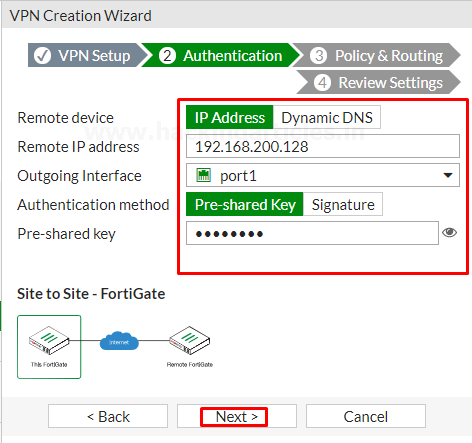 VPN Creation Wizard
VPN Setup
2 Authentication
3 Policy & Routing
4 Review Settings
Remote device IP Address Dynamic DNS
Remote IP address 192.168.200.128
Outgoing Interface port1
Authentication method Pre-shared Key Signature
Pre-shared key ••••••••
Site to Site - FortiGate
Internet
This FortiGate Remote FortiGate
< Back Next > Cancel